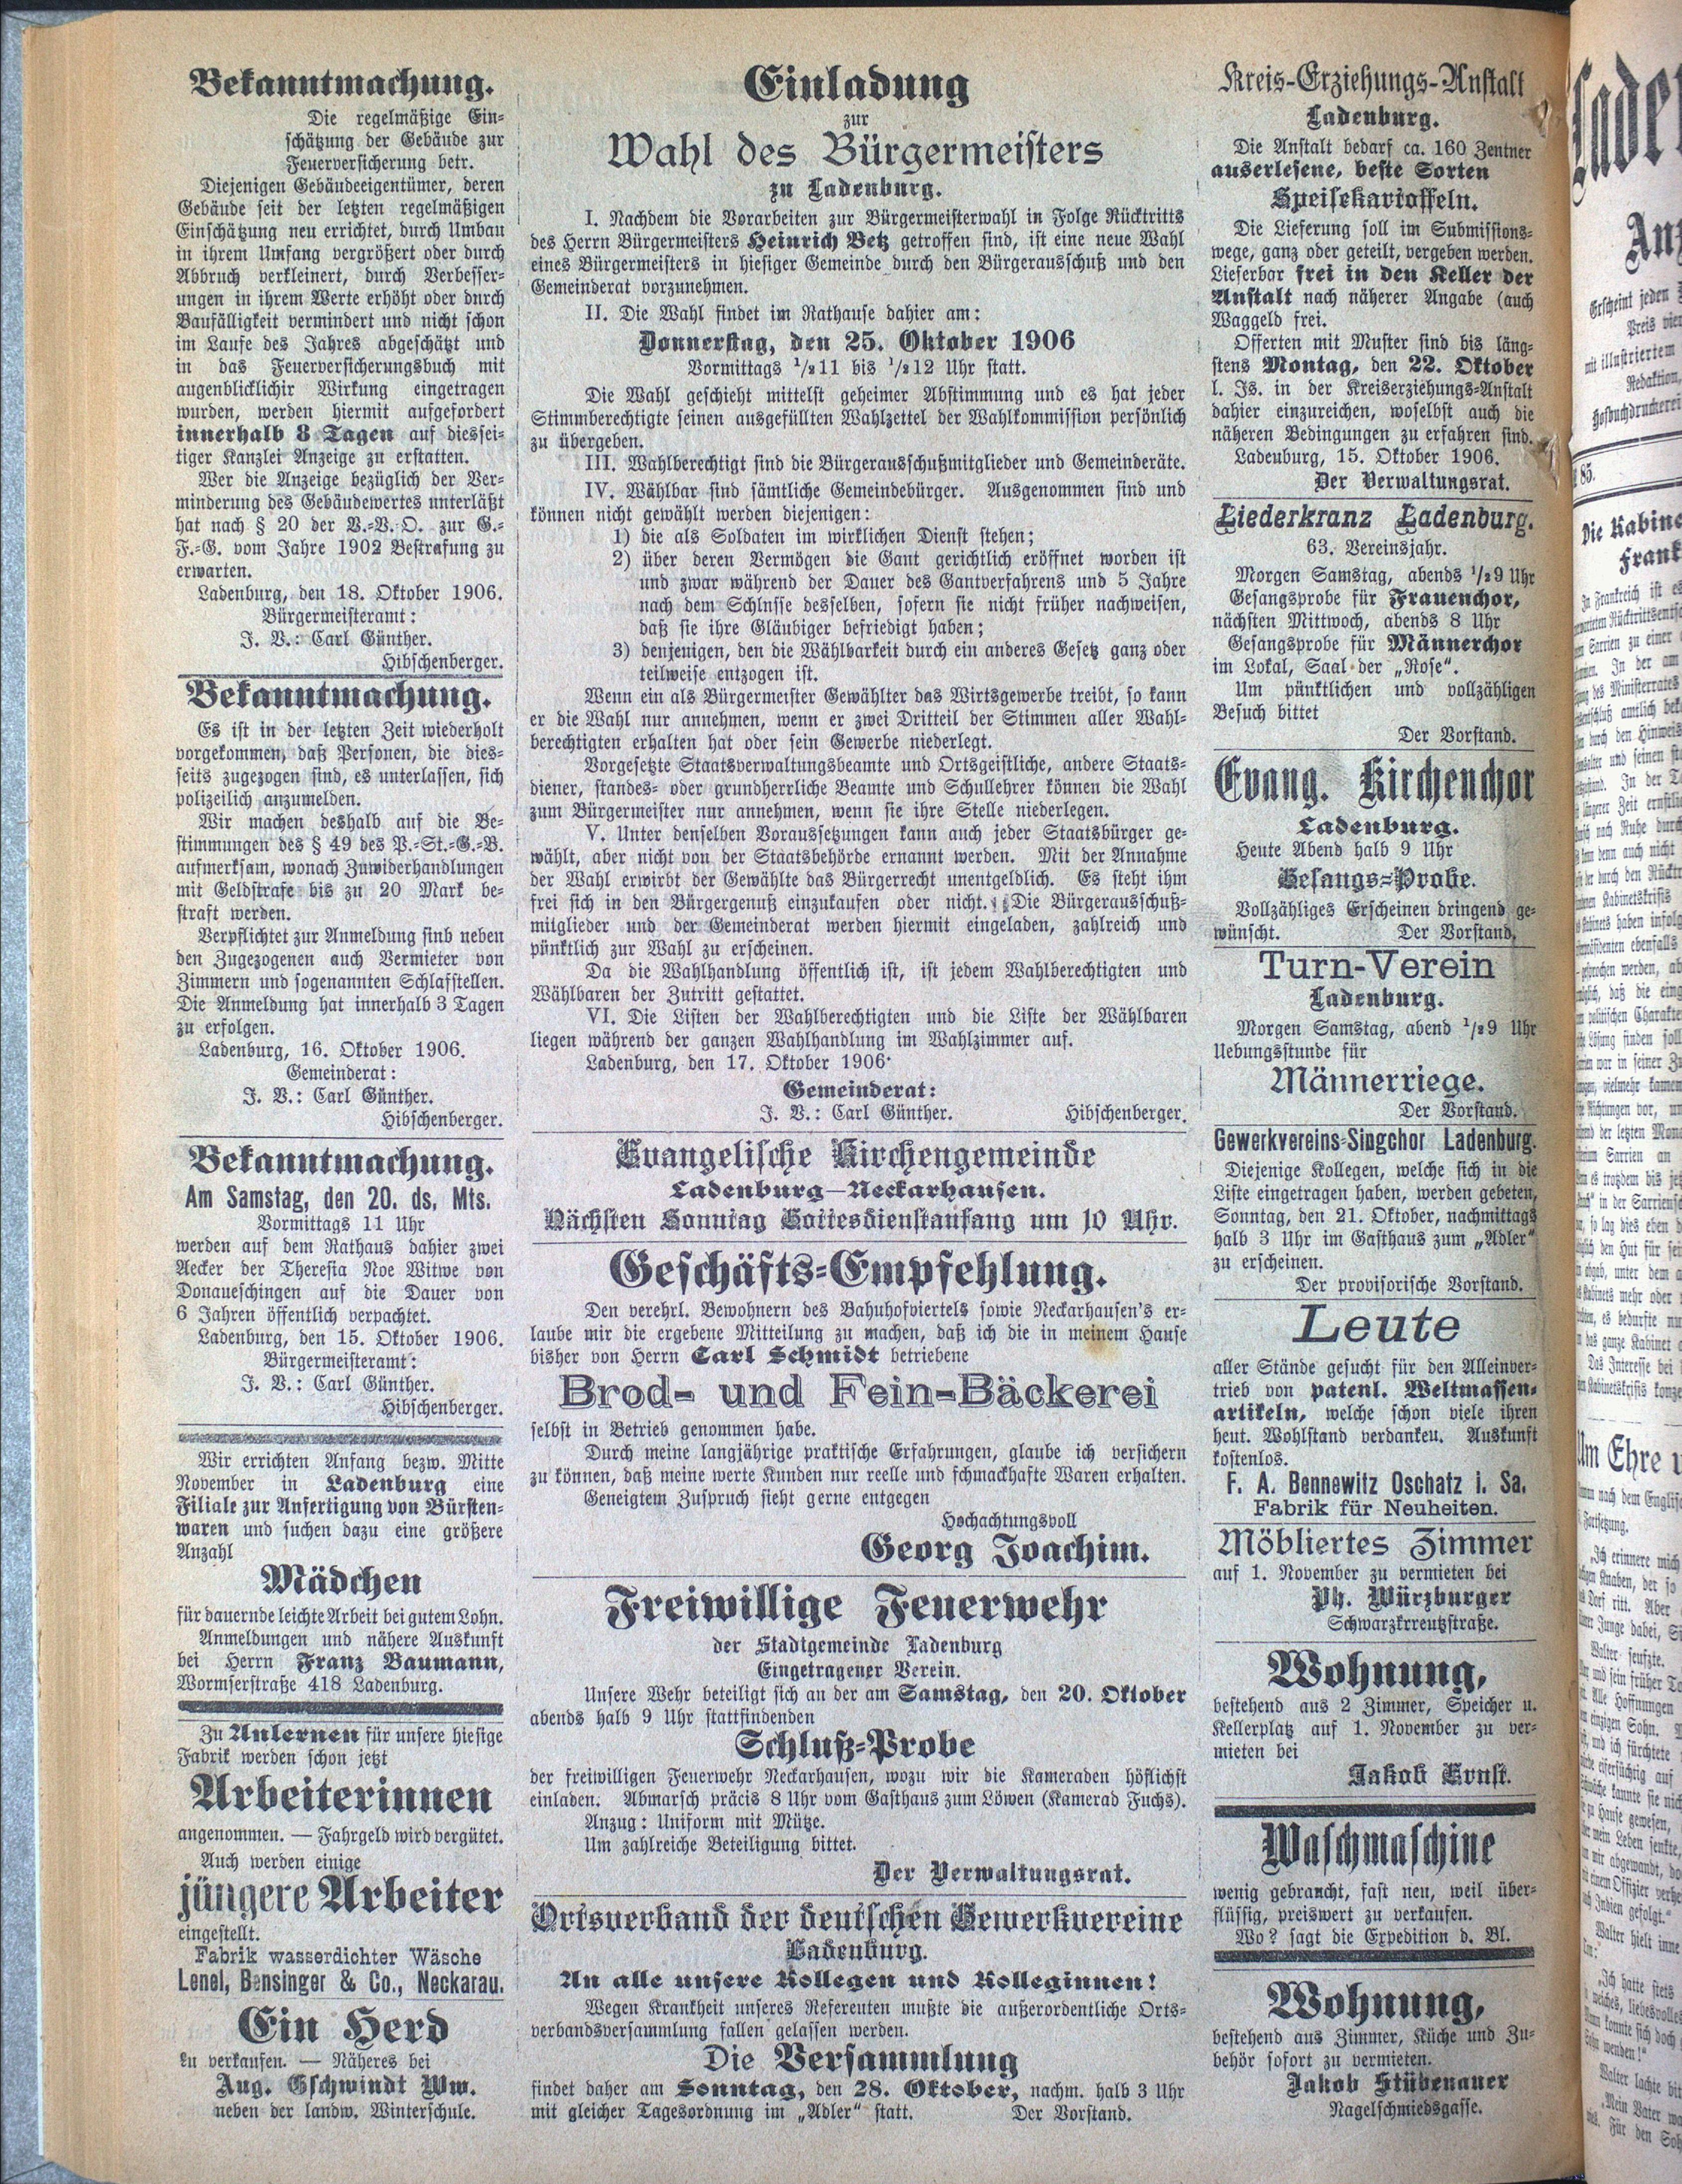 Bekanntmachung.
Die regelmäßige Ein-
schätzung der Gebäude zur
Feuerversicherung betr.
Diejenigen Gebäudeeigentümer, deren
Gebäude seit der letzten regelmäßigen
Einschätzung neu errichtet, durch Umbau
in ihrem Umfang vergrößert oder durch
Abbruch verkleinert, durch Verbesser-
ungen in ihrem Werte erhöht oder durch
Baufälligkeit vermindert und nicht schon
im Laufe des Jahres abgeschätzt und
in das Feuerversicherungsbuch mit
augenblicklichir Wirkung eingetragen
wurden, werden hiermit aufgefordert
innerhalb 8 Tagen auf diessei-
tiger Kanzlei Anzeige zu erstatten.
Wer die Anzeige bezüglich der Ver-
minderung des Gebäudewertes unterläßt
hat nach § 20 der V.-V.-O. zur G.-
F.-G. vom Jahre 1902 Bestrafung zu
erwarten.
Ladenburg, den 18. Oktober 1906.
Bürgermeisteramt:
J. V.: Carl Günther.
Hibschenberger.
Bekanntmachung.
Es ist in der letzten Zeit wiederholt
vorgekommen, daß Personen, die dies-
seits zugezogen sind, es unterlassen, sich
polizeilich anzumelden.
Wir machen deshalb auf die Be-
stimmungen des § 49 des P.-St.-G.-B.
aufmerksam, wonach Zuwiderhandlungen
mit Geldstrafe bis zu 20 Mark be-
straft werden.
Verpflichtet zur Anmeldung sinb neben
den Zugezogenen auch Vermieter von
Zimmern und sogenannten Schlafstellen.
Die Anmeldung hat innerhalb 3 Tagen
zu erfolgen.
Ladenburg, 16. Oktober 1906.
Gemeinderat:
J. V.: Carl Günther.
Hibschenberger.
Bekanntmachung.
Am Samstag, den 20. ds. Mts.
Vormittags 11 Uhr
werden auf dem Rathaus dahier zwei
Aecker der Theresia Noe Witwe von
Donaueschingen auf die Dauer von
6 Jahren öffentlich verpachtet.
Ladenburg, den 15. Oktober 1906.
Bürgermeisteramt:
J. V.: Carl Günther.
Hibschenberger.
Wir errichten Anfang bezw. Mitte
November in Ladenburg eine
Filiale zur Anfertigung von Bürsten-
waren und suchen dazu eine größere
Anzahl
Mädchen
für dauernde leichte Arbeit bei gutem Lohn.
Anmeldungen und nähere Auskunft
bei Herrn Franz Baumann,
Wormserstraße 418 Ladenburg.
Zu Anlernen für unsere hiesige
Fabrik werden schon jetzt
Arbeiterinnen
angenommen. — Fahrgeld wird vergütet.
Auch werden einige
jüngere Arbeiter
eingestellt.
Fabrik wasserdichter Wäsche
Lenel, Bensinger & Co., Neckarau.
Ein Herd
zu verkaufen. — Näheres bei
Aug. Gschwindt Ww.
neben der landw. Winterschule.
Einladung
zur
Wahl des Bürgermeisters
zu Ladenburg.
I. Nachdem die Vorarbeiten zur Bürgermeisterwahl in Folge Rücktritts
des Herrn Bürgermeisters Heinrich Betz getroffen sind, ist eine neue Wahl
eines Bürgermeisters in hiesiger Gemeinde durch den Bürgerausschuß und den
Gemeinderat vorzunehmen.
II. Die Wahl findet im Rathause dahier am:
Donnerstag, den 25. Oktober 1906
Vormittags 1/2 11 bis 1/2 12 Uhr statt.
Die Wahl geschieht mittelst geheimer Abstimmung und es hat jeder
Stimmberechtigte seinen ausgefüllten Wahlzettel der Wahlkommission persönlich
zu übergeben.
III. Wahlberechtigt sind die Bürgerausschußmitglieder und Gemeinderäte.
IV. Wählbar sind sämtliche Gemeindebürger. Ausgenommen sind und
können nicht gewählt werden diejenigen:
1) die als Soldaten im wirklichen Dienst stehen;
2) über deren Vermögen die Gant gerichtlich eröffnet worden ist
und zwar während der Dauer des Gantverfahrens und 5 Jahre
nach dem Schlusse desselben, sofern sie nicht früher nachweisen,
daß sie ihre Gläubiger befriedigt haben;
3) denjenigen, den die Wählbarkeit durch ein anderes Gesetz ganz oder
teilweise entzogen ist.
Wenn ein als Bürgermeister Gewählter das Wirtsgewerbe treibt, so kann
er die Wahl nur annehmen, wenn er zwei Dritteil der Stimmen aller Wahl-
berechtigten erhalten hat oder sein Gewerbe niederlegt.
Vorgesetzte Staatsverwaltungsbeamte und Ortsgeistliche, andere Staats-
diener, standes- oder grundherrliche Beamte und Schullehrer können die Wahl
zum Bürgermeister nur annehmen, wenn sie ihre Stelle niederlegen.
V. Unter denselben Voraussetzungen kann auch jeder Staatsbürger ge-
wählt, aber nicht von der Staatsbehörde ernannt werden. Mit der Annahme
der Wahl erwirbt der Gewählte das Bürgerrecht unentgeldlich. Es steht ihm
frei sich in den Bürgergenuß einzukaufen oder nicht. Die Bürgerausschuß-
mitglieder und der Gemeinderat werden hiermit eingeladen, zahlreich und
pünktlich zur Wahl zu erscheinen.
Da die Wahlhandlung öffentlich ist, ist jedem Wahlberechtigten und
Wählbaren der Zutritt gestattet.
VI. Die Listen der Wahlberechtigten und die Liste der Wählbaren
liegen während der ganzen Wahlhandlung im Wahlzimmer auf.
Ladenburg, den 17. Oktober 1906.
Gemeinderat:
J. V.: Carl Günther. Hibschenberger.
Evangelische Kirchengemeinde
Ladenburg—Neckarhausen.
Nächsten Sonntag Gottesdienstanfang um 10 Uhr.
Geschäfts-Empfehlung.
Den verehrl. Bewohnern des Bahuhofviertels sowie Neckarhausen's er-
laube mir die ergebene Mitteilung zu machen, daß ich die in meinem Hause
bisher von Herrn Carl Schmidt betriebene
Brod- und Fein-Bäckerei
selbst in Betrieb genommen habe.
Durch meine langjährige praktische Erfahrungen, glaube ich versichern
zu können, daß meine werte Kunden nur reelle und schmackhafte Waren erhalten.
Geneigtem Zuspruch sieht gerne entgegen
Hochachtungsvoll
Georg Joachim.
Freiwillige Feuerwehr
der Stadtgemeinde Ladenburg
Eingetragener Verein.
Unsere Wehr beteiligt sich an der am Samstag, den 20. Oktober
abends halb 9 Uhr stattfindenden
Schluß-Probe
der freiwilligen Feuerwehr Neckarhausen, wozu wir die Kameraden höflichst
einladen. Abmarsch präcis 8 Uhr vom Gasthaus zum Löwen (Kamerad Fuchs).
Anzug: Uniform mit Mütze.
Um zahlreiche Beteiligung bittet.
Der Verwaltungsrat.
Ortsverband der deutschen Gewerkvereine
Ladenburg.
An alle unsere Kollegen und Kolleginnen!
Wegen Krankheit unseres Referenten mußte die außerordentliche Orts-
verbandsversammlung fallen gelassen werden.
Die Versammlung
findet daher am Sonntag, den 28. Oktober, nachm. halb 3 Uhr
mit gleicher Tagesordnung im „Adler“ statt. Der Vorstand.
Kreis-Erziehungs-Anstalt
Ladenburg.
Die Anstalt bedarf ca. 160 Zentner
auserlesene, beste Sorten
Speisekartoffeln.
Die Lieferung soll im Submissions-
wege, ganz oder geteilt, vergeben werden.
Lieferbar frei in den Keller der
Anstalt nach näherer Angabe (auch
Waggeld frei.
Offerten mit Muster sind bis läng-
stens Montag, den 22. Oktober
l. Js. in der Kreiserziehungs-Anstalt
dahier einzureichen, woselbst auch die
näheren Bedingungen zu erfahren sind.
Ladenburg, 15. Oktober 1906.
Der Verwaltungsrat.
Liederkranz Ladenburg.
63. Vereinsjahr.
Morgen Samstag, abends 1/2 9 Uhr
Gesangsprobe für Frauenchor,
nächsten Mittwoch, abends 8 Uhr
Gesangsprobe für Männerchor
im Lokal, Saal der „Rose“.
Um pünktlichen und vollzähligen
Besuch bittet
Der Vorstand.
Evang. Kirchenchor
Ladenburg.
Heute Abend halb 9 Uhr
Gesangs-Probe.
Vollzähliges Erscheinen dringend ge-
wünscht. Der Vorstand.
Turn-Verein
Ladenburg.
Morgen Samstag, abend 1/2 9 Uhr
Uebungsstunde für
Männerriege.
Der Vorstand.
Gewerkvereins-Singchor Ladenburg.
Diejenige Kollegen, welche sich in die
Liste eingetragen haben, werden gebeten,
Sonntag, den 21. Oktober, nachmittags
halb 3 Uhr im Gasthaus zum „Adler“
zu erscheinen.
Der provisorische Vorstand.
Leute
aller Stände gesucht für den Alleinver-
trieb von patenl. Weltmassen-
artikeln, welche schon viele ihren
heut. Wohlstand verdanken. Auskunft
kostenlos.
F. A. Bennewitz Oschatz i. Sa.
Fabrik für Neuheiten.
Möbliertes Zimmer
auf 1. November zu vermieten bei
Ph. Würzburger
Schwarzkrreutzstraße.
Wohnung,
bestehend aus 2 Zimmer, Speicher u.
Kellerplatz auf 1. November zu ver-
mieten bei
Jakob Ernst.
Waschmaschine
wenig gebraucht, fast neu, weil über-
flüssig, preiswert zu verkaufen.
Wo? sagt die Expedition d. Bl.
Wohnung,
bestehend aus Zimmer, Küche und Zu-
behör sofort zu vermieten.
Jakob Stübenauer
Nagelschmiedsgasse.
Erscheint jeden
mit illustriertem
Redaktion,
Hofbuchdruckerei
85.
Die Kabine
Frank